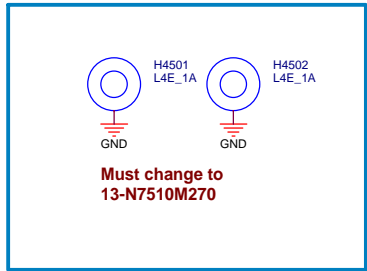 H4501
L4E_1A
H4502
L4E_1A
GND
GND
Must change to
13-N7510M270